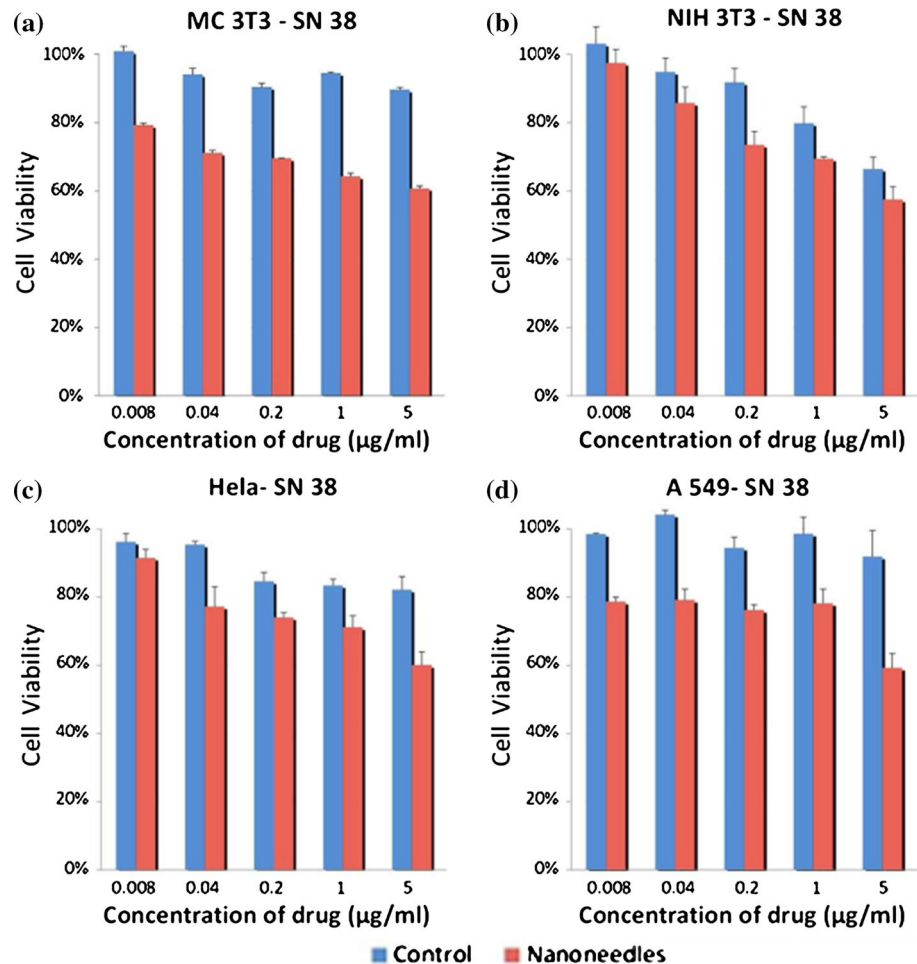 (a)
MC 3T3 - SN 38
100%
80%
60%
40%
20%
0%
Cell Viability
0.008 0.04 0.2 1 5
Concentration of drug (µg/ml)
(b)
NIH 3T3 - SN 38
100%
80%
60%
40%
20%
0%
Cell Viability
0.008 0.04 0.2 1 5
Concentration of drug (µg/ml)
(c)
Hela- SN 38
100%
80%
60%
40%
20%
0%
Cell Viability
0.008 0.04 0.2 1 5
Concentration of drug (µg/ml)
(d)
A 549- SN 38
100%
80%
60%
40%
20%
0%
Cell Viability
0.008 0.04 0.2 1 5
Concentration of drug (µg/ml)
Control Nanoneedles